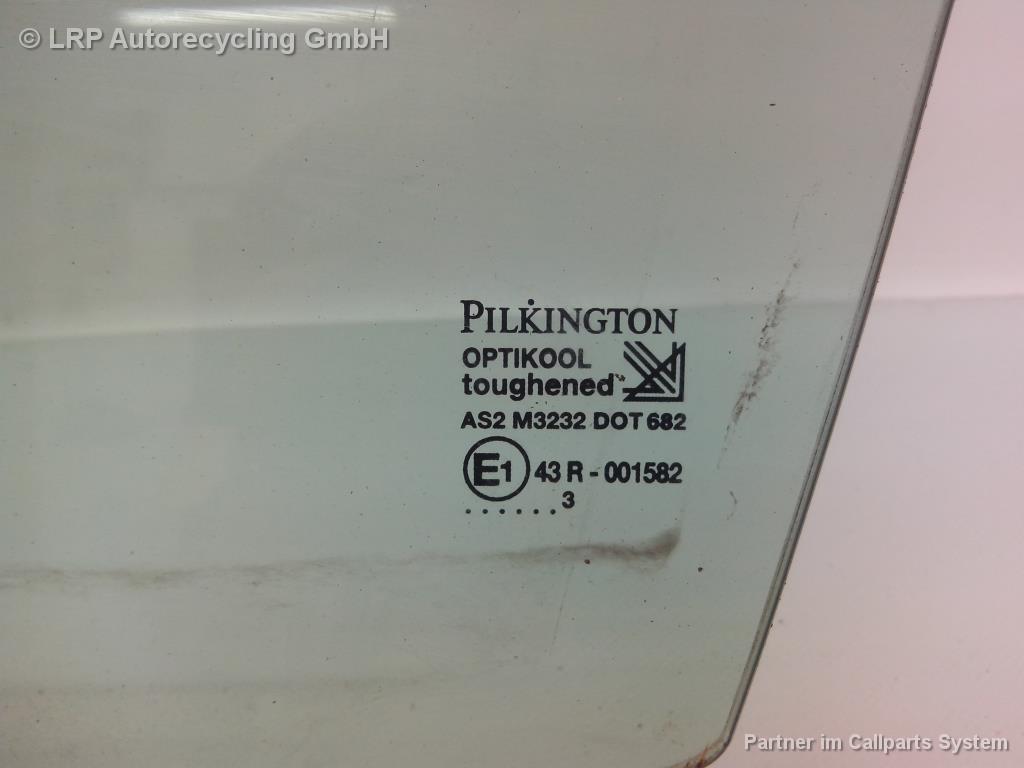 © LRP Autorecycling GmbH
PILKINGTON
OPTIKOOL
toughened
AS2 M3232 DOT 682
E1 43 R - 001582
......3
Partner im Callparts System